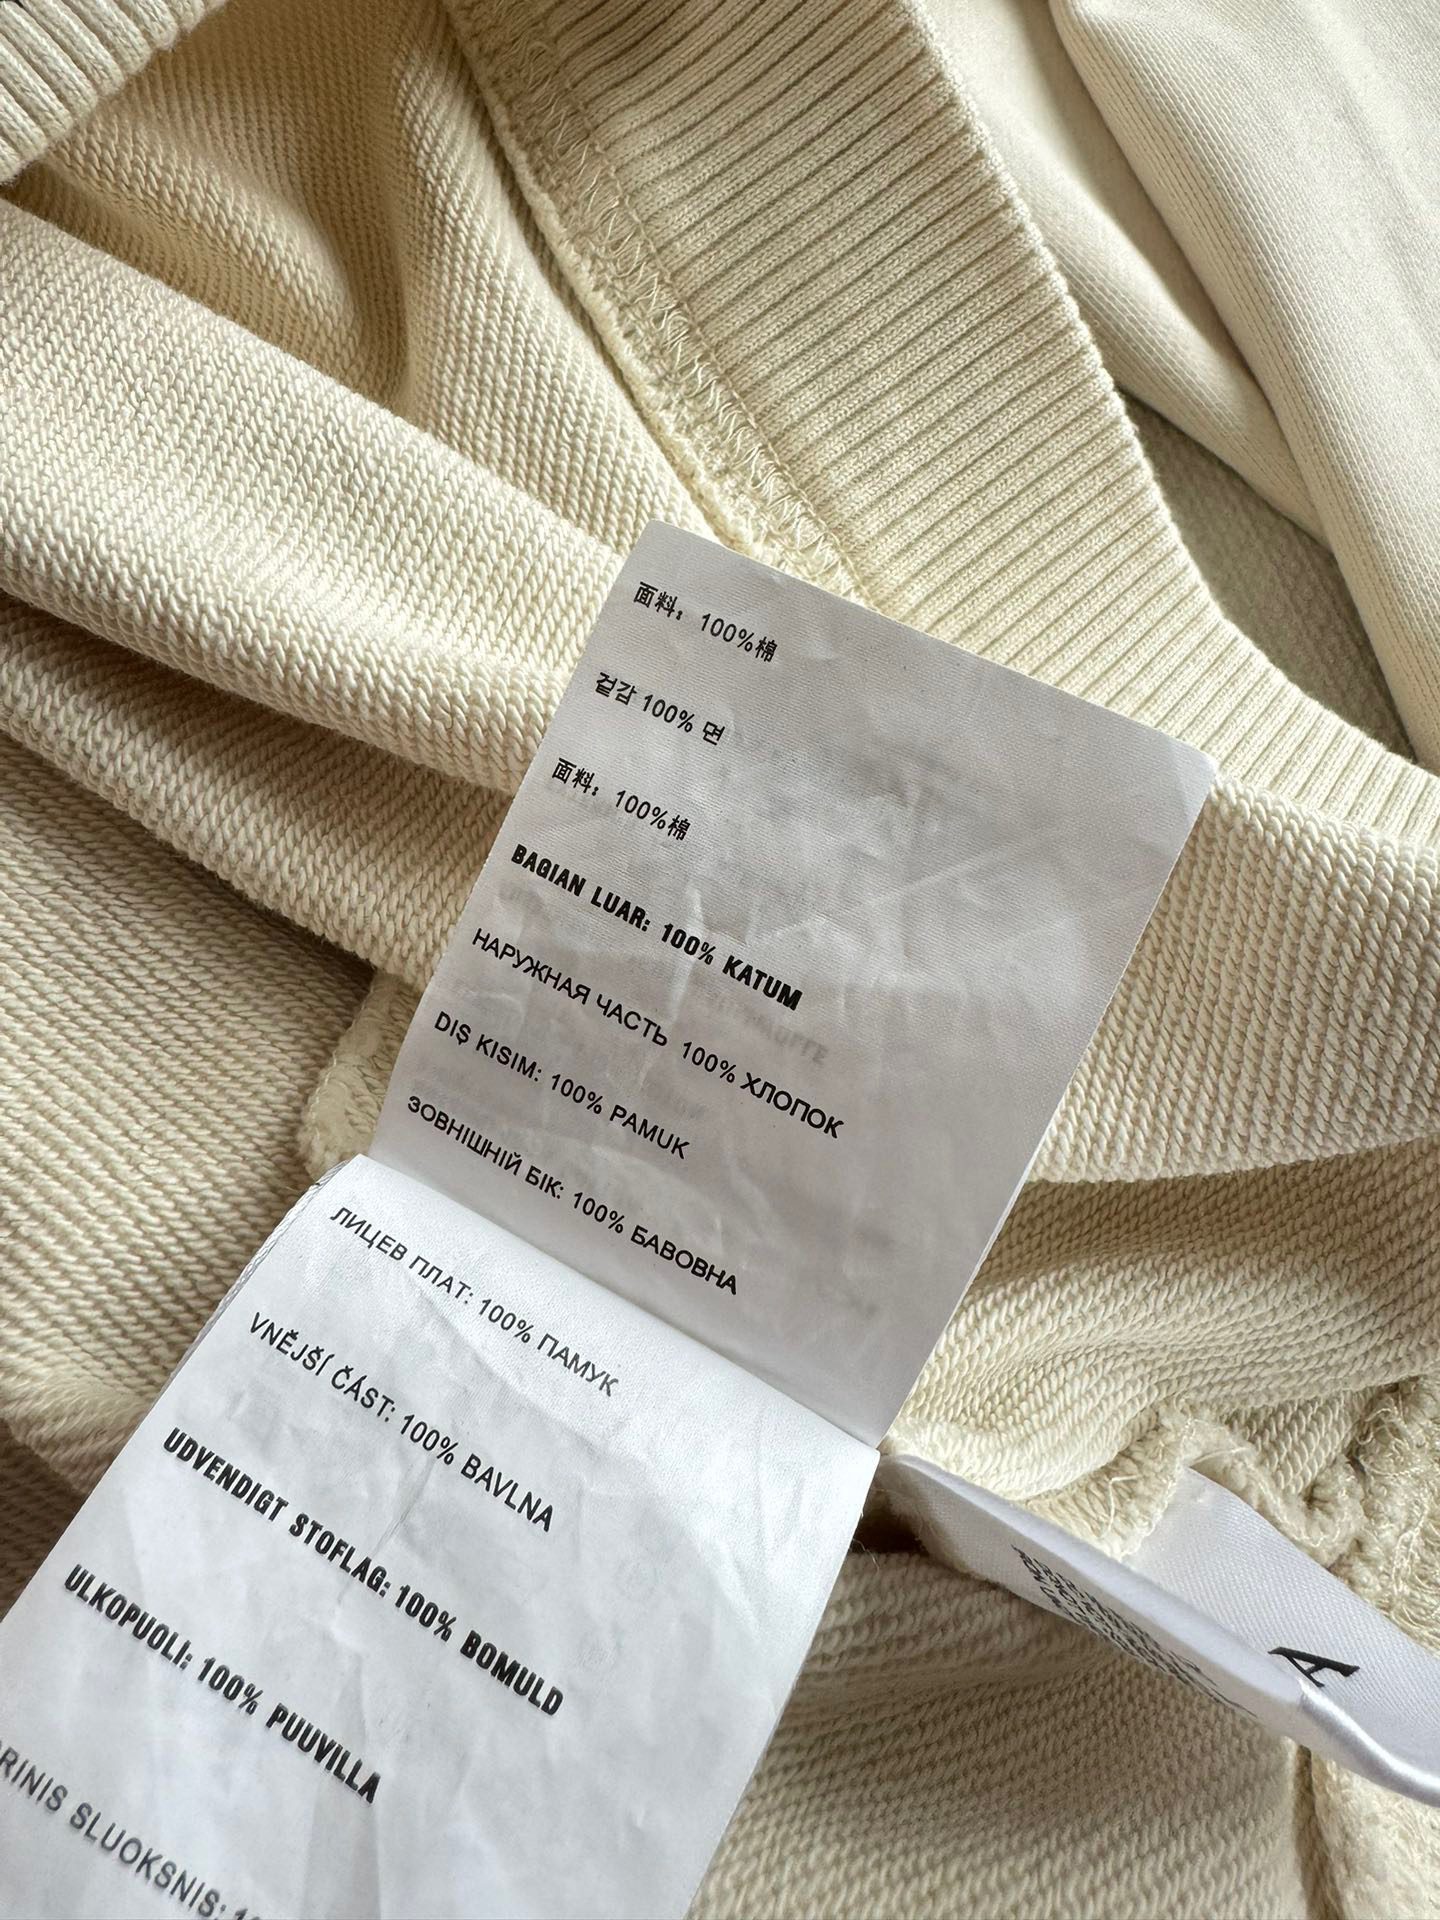 面料：100%棉
겉감 100% 면
面料：100%棉
BAGIAN LUAR: 100% KATUM
НАРУЖНАЯ ЧАСТЬ 100% ХЛОПОК
DIŞ KISIM: 100% PAMUK
ЗОВНІШНІЙ БІК: 100% БАВОВНА
ЛИЦЕВ ПЛАТ: 100% ПАМУК
VNĚJŠÍ ČÁST: 100% BAVLNA
UDVENDIGT STOFLAG: 100% BOMULD
ULKOPUOLI: 100% PUUVILLA
SLUOKSNIS:
A